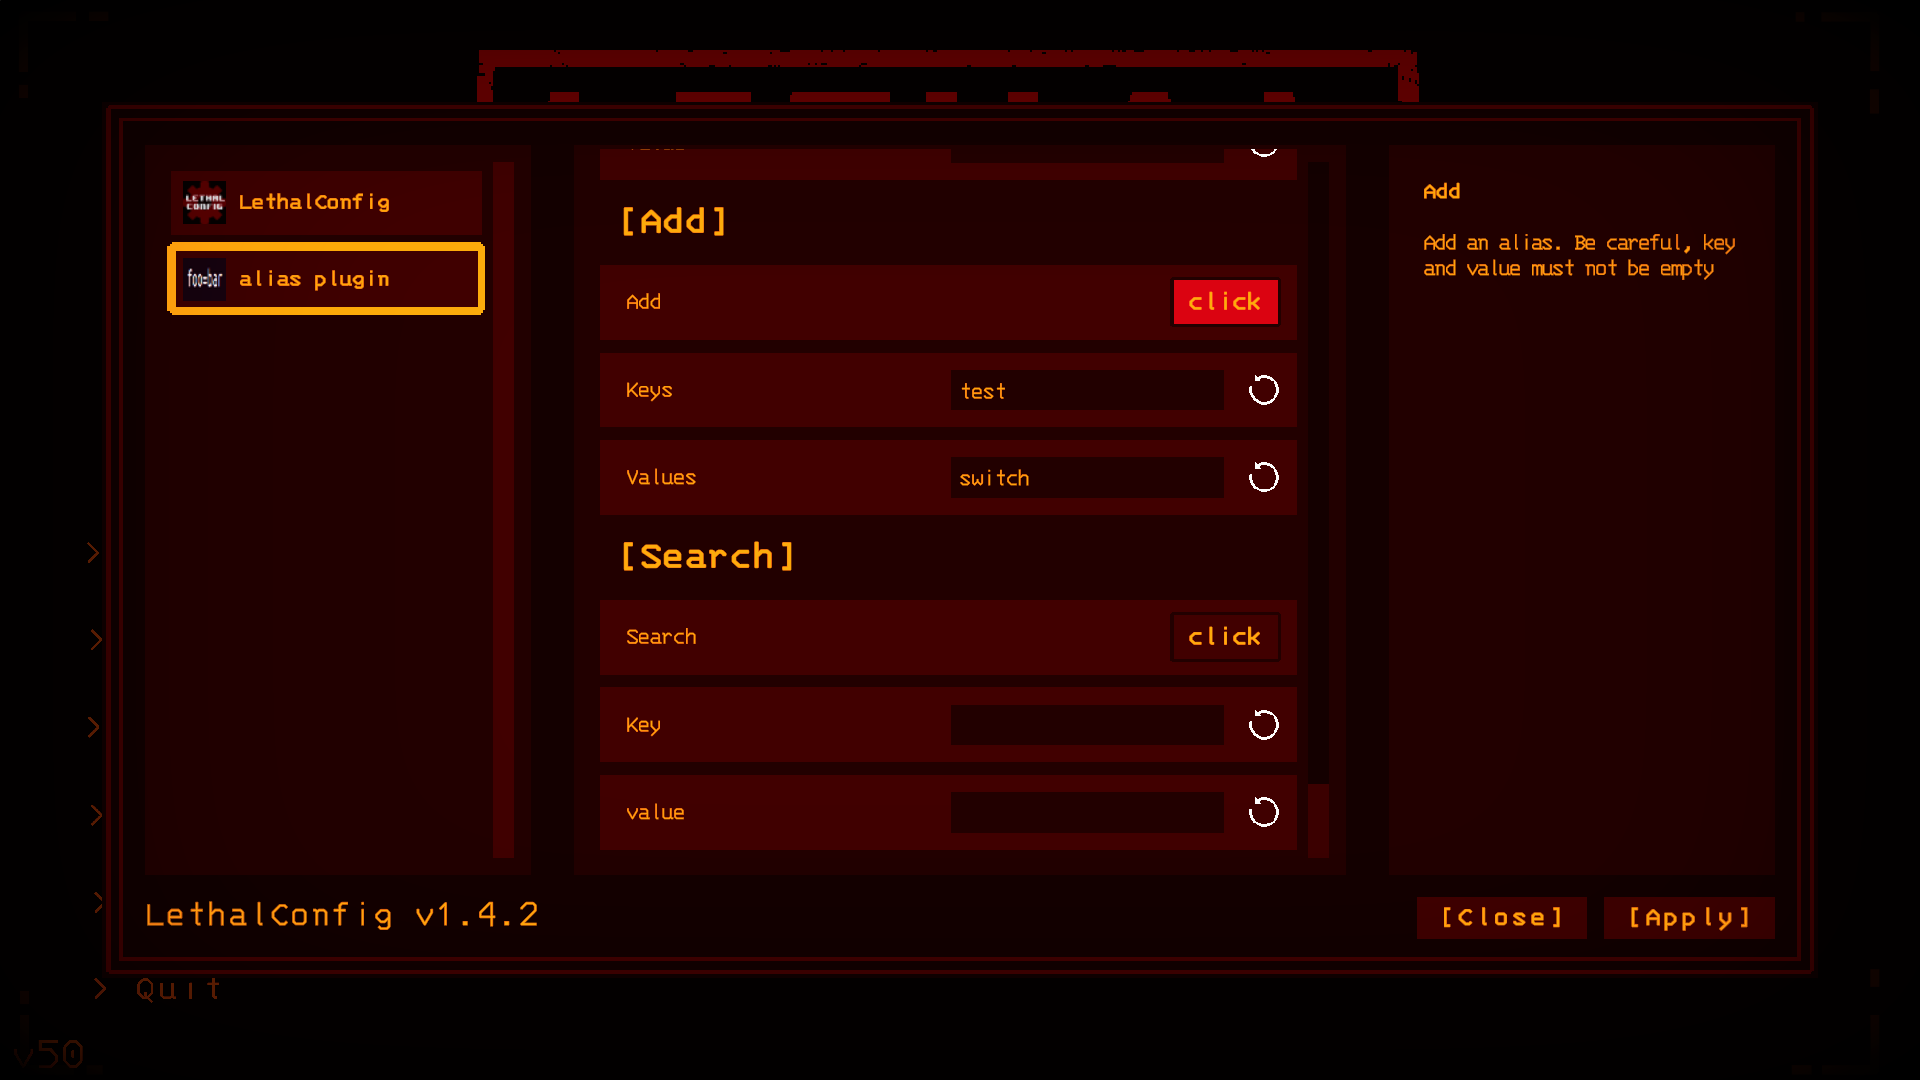 LETHAL
CONFIG
LethalConfig
foo=bar
alias plugin
[Add]
Add
click
Keys
test
Values
switch
[Search]
Search
click
Key
value
Add
Add an alias. Be careful, key
and value must not be empty
LethalConfig v1.4.2
[Close]
[Apply]
>
>
>
>
>
> Quit
v50